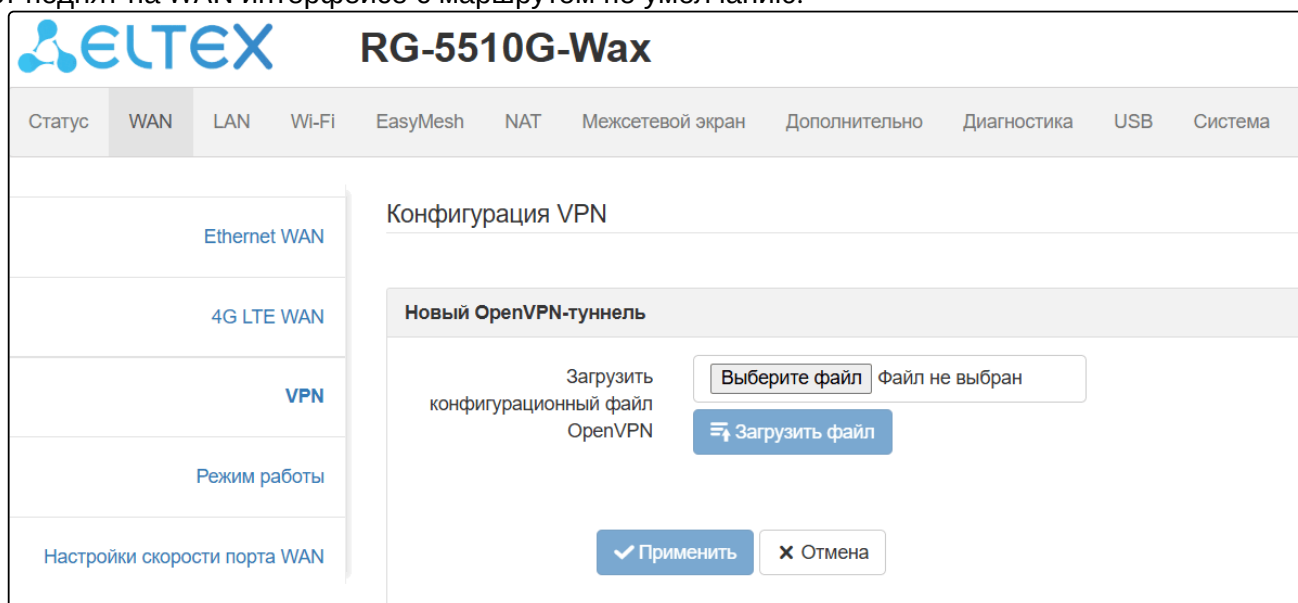 ELTEX RG-5510G-Wax
Статус WAN LAN Wi-Fi EasyMesh NAT Межсетевой экран Дополнительно Диагностика USB Система
Конфигурация VPN
Ethernet WAN
Новый OpenVPN-туннель
4G LTE WAN
Загрузить
конфигурационный файл
OpenVPN
Выберите файл Файл не выбран
VPN
Загрузить файл
Режим работы
Применить Отмена
Настройки скорости порта WAN